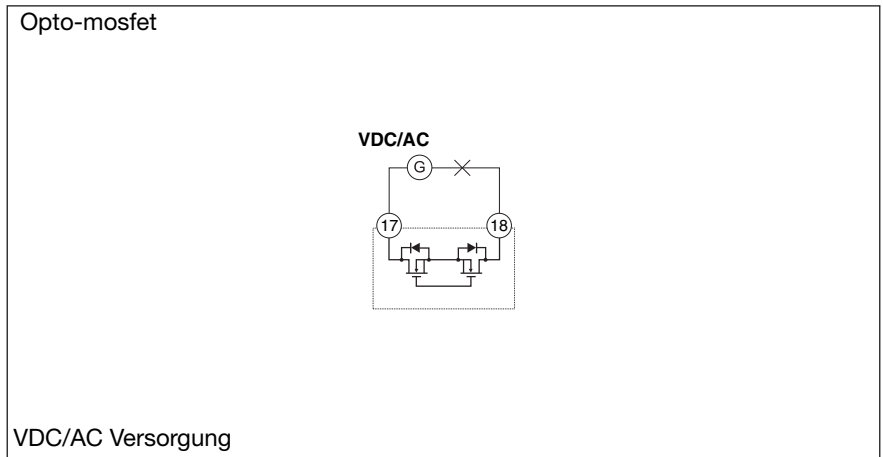 Opto-mosfet
VDC/AC
G
17 18
VDC/AC Versorgung